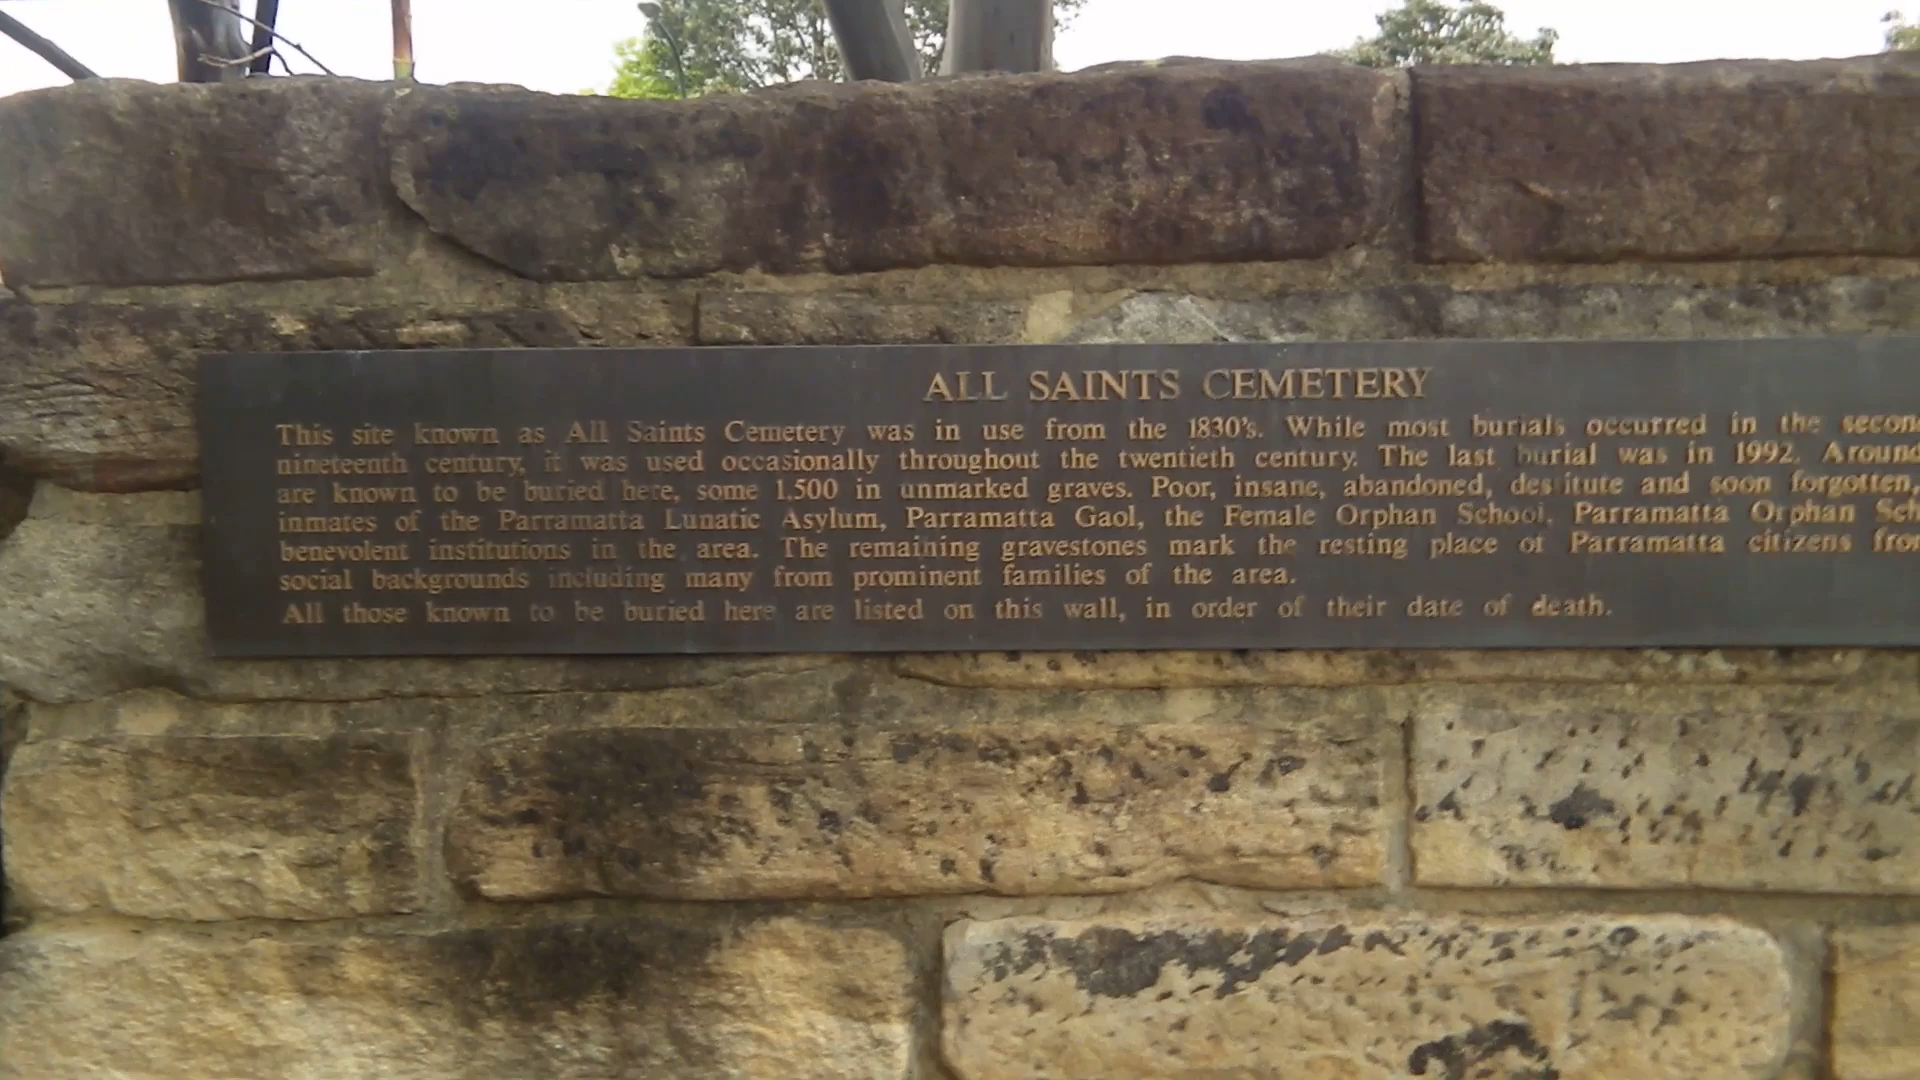 ALL SAINTS CEMETERY
This site known as All Saints Cemetery was in use from the 1830's. While most burials occurred in the secon
nineteenth century, it was used occasionally throughout the twentieth century. The last burial was in 1992. Around
are known to be buried here, some 1,500 in unmarked graves. Poor, insane, abandoned, destitute and soon forgotten,
inmates of the Parramatta Lunatic Asylum, Parramatta Gaol, the Female Orphan School, Parramatta Orphan Sch
benevolent institutions in the area. The remaining gravestones mark the resting place of Parramatta citizens fro
social backgrounds including many from prominent families of the area.
All those known to be buried here are listed on this wall, in order of their date of death.